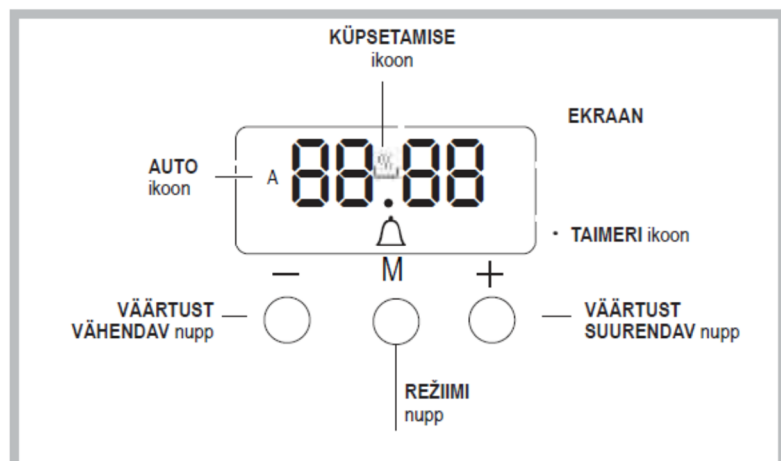 KÜPSETAMISE
ikoon
EKRAAN
AUTO
ikoon
A
88.88
TAIMERI ikoon
− M +
VÄÄRTUST
VÄHENDAV nupp
VÄÄRTUST
SUURENDAV nupp
REŽIIMI
nupp